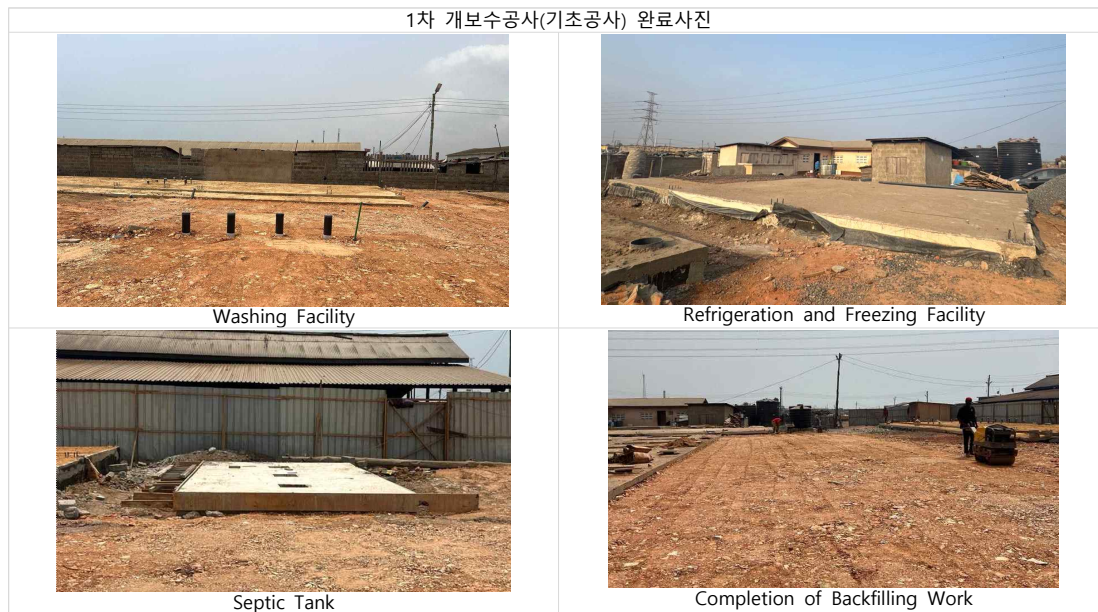 1차 개보수공사(기초공사) 완료사진
Washing Facility
Refrigeration and Freezing Facility
Septic Tank
Completion of Backfilling Work